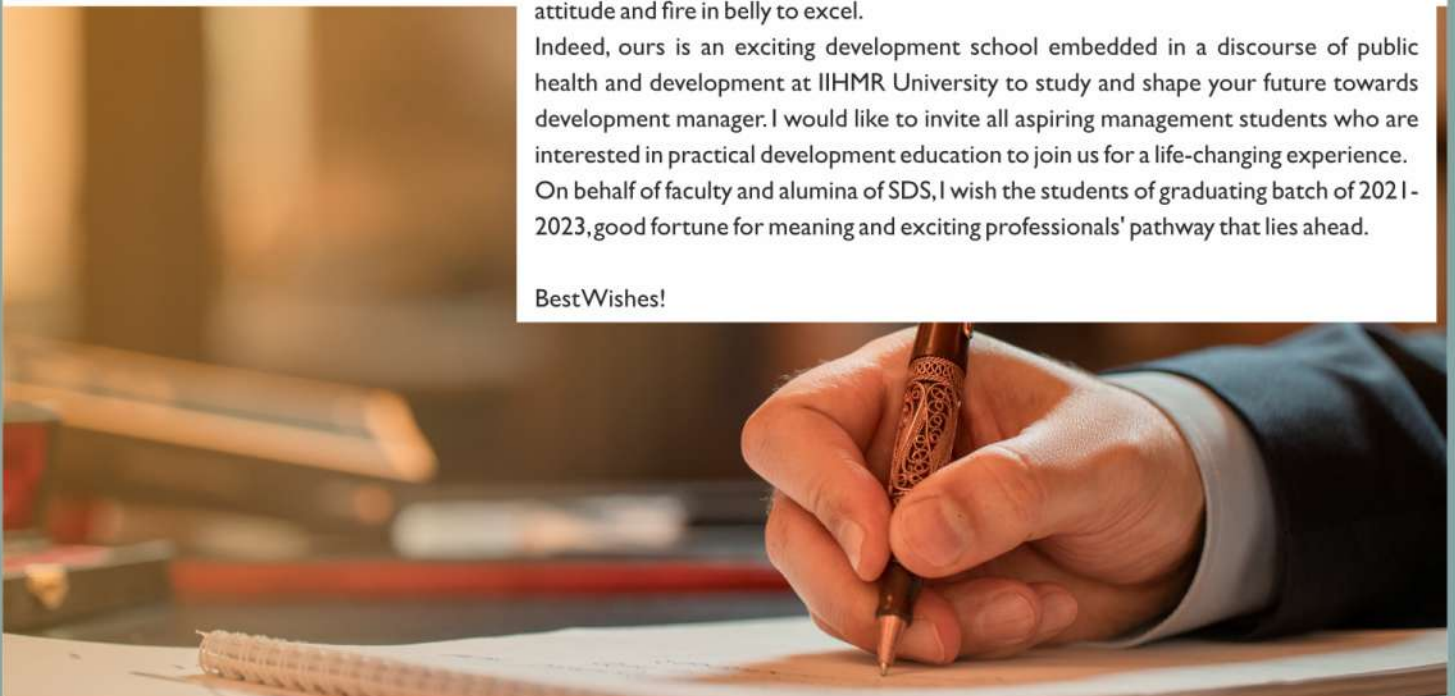 attitude and fire in belly to excel.
Indeed, ours is an exciting development school embedded in a discourse of public
health and development at IIHMR University to study and shape your future towards
development manager. I would like to invite all aspiring management students who are
interested in practical development education to join us for a life-changing experience.
On behalf of faculty and alumina of SDS, I wish the students of graduating batch of 2021-
2023, good fortune for meaning and exciting professionals' pathway that lies ahead.
Best Wishes!